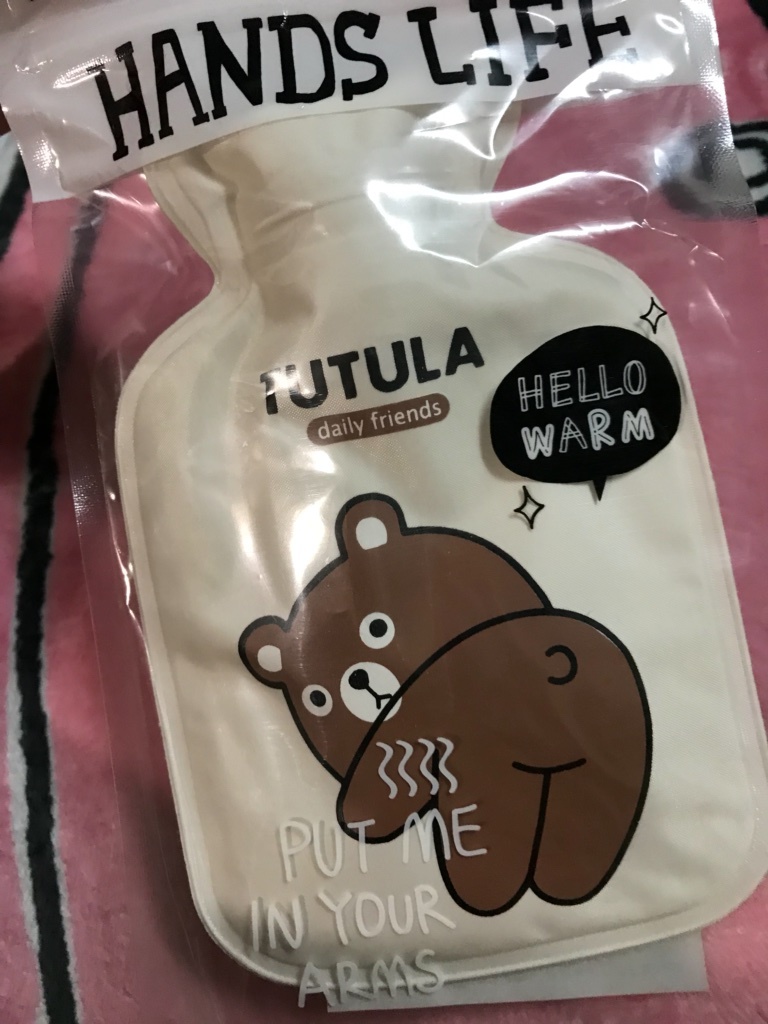 HANDS LIFE
TUTULA
daily friends
HELLO
WARM
PUT ME
IN YOUR
ARMS